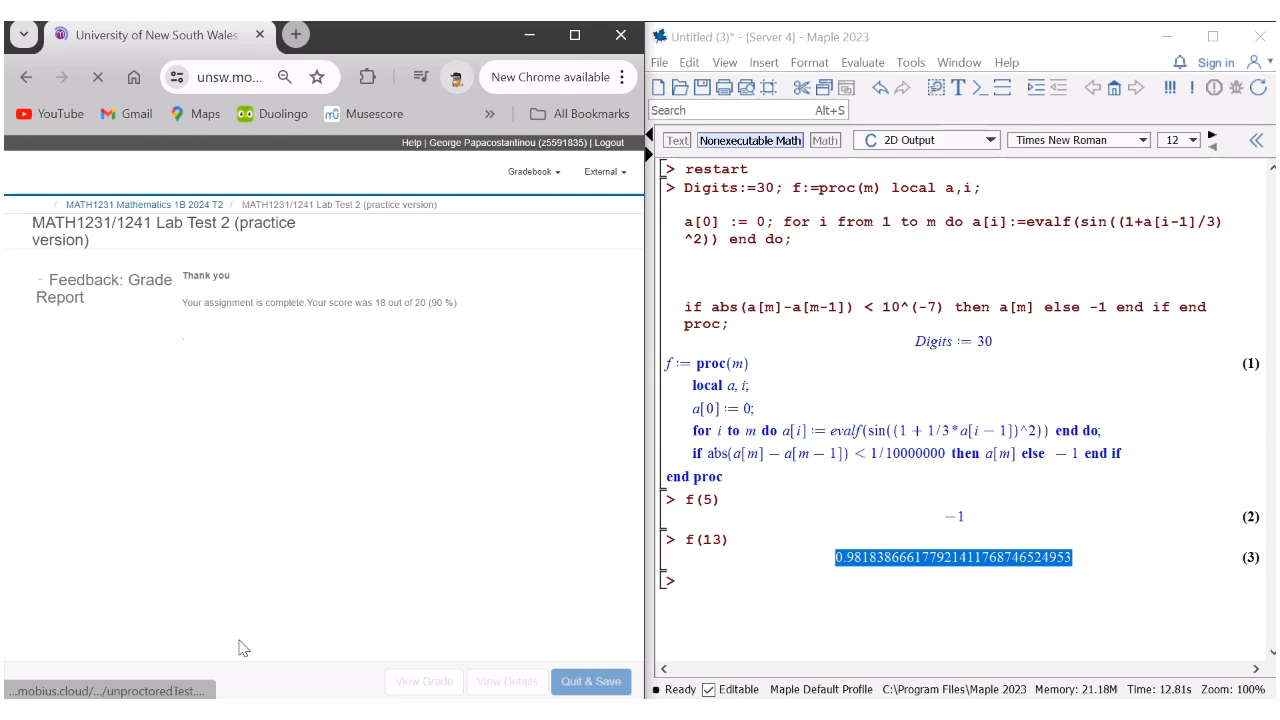 University of New South Wales
unsw.mo...
New Chrome available
YouTube
Gmail
Maps
Duolingo
Musescore
»
All Bookmarks
Help | George Papacostantinou (z5591835) | Logout
Gradebook
External
/ MATH1231 Mathematics 1B 2024 T2 / MATH1231/1241 Lab Test 2 (practice version)
MATH1231/1241 Lab Test 2 (practice
version)
- Feedback: Grade
Report
Thank you
Your assignment is complete.Your score was 18 out of 20 (90 %)
.
View Grade
View Details
Quit & Save
...mobius.cloud/.../unproctoredTest....
Untitled (3)* - [Server 4] - Maple 2023
File Edit View Insert Format Evaluate Tools Window Help
Sign in
Search Alt+S
Text Nonexecutable Math Math C 2D Output Times New Roman 12
> restart
> Digits:=30; f:=proc(m) local a,i;
a[0] := 0; for i from 1 to m do a[i]:=evalf(sin((1+a[i-1]/3)
^2)) end do;
if abs(a[m]-a[m-1]) < 10^(-7) then a[m] else -1 end if end
proc;
Digits := 30
f := proc(m) (1)
local a, i;
a[0] := 0;
for i to m do a[i] := evalf(sin((1 + 1/3*a[i − 1])^2)) end do;
if abs(a[m] − a[m − 1]) < 1/10000000 then a[m] else − 1 end if
end proc
> f(5)
−1 (2)
> f(13)
0.981838666177921411768746524953 (3)
>
Ready Editable Maple Default Profile C:\Program Files\Maple 2023 Memory: 21.18M Time: 12.81s Zoom: 100%